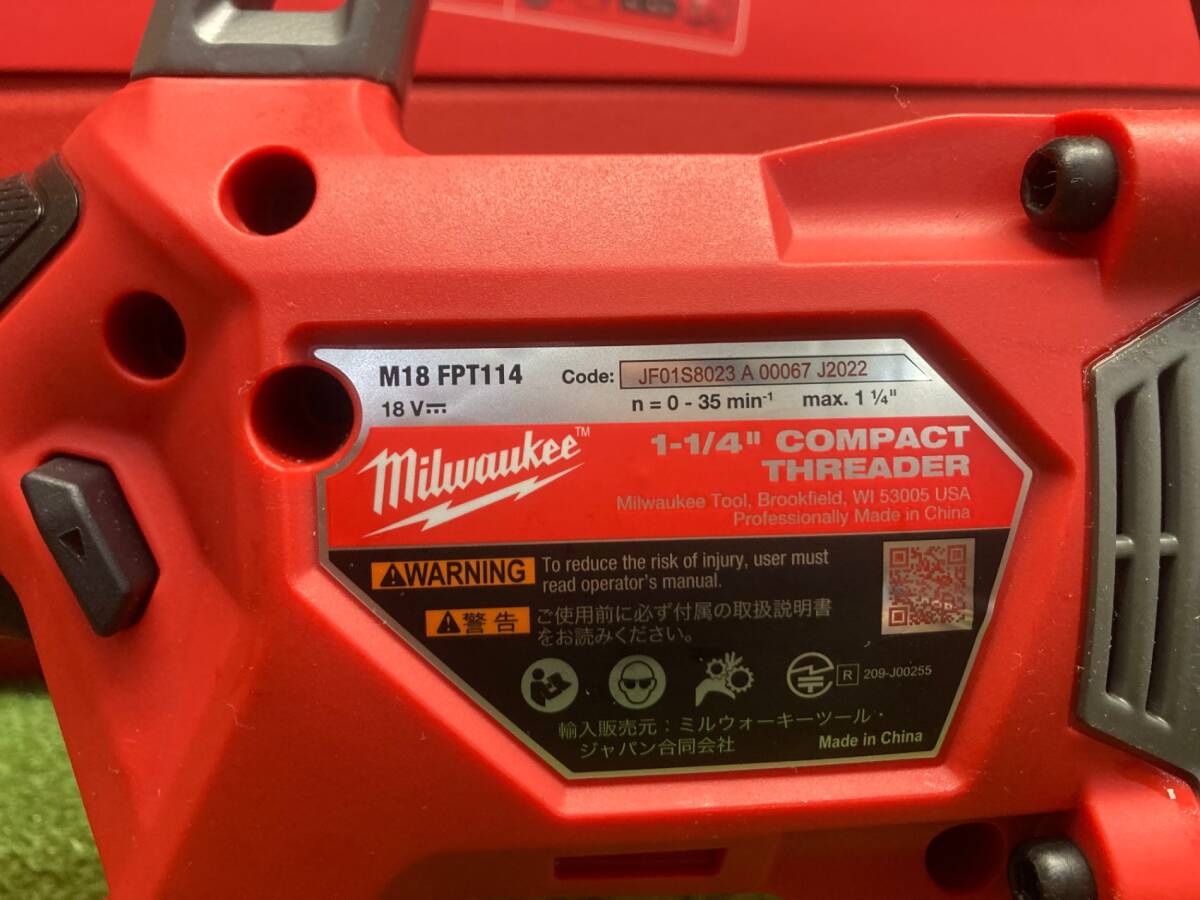 M18 FPT114
Code: JF01S8023 A 00067 J2022
18 V
n = 0 - 35 min-1 max. 1 ¼"
Milwaukee™
1-1/4" COMPACT
THREADER
Milwaukee Tool, Brookfield, WI 53005 USA
Professionally Made in China
WARNING
To reduce the risk of injury, user must
read operator's manual.
警告
ご使用前に必ず付属の取扱説明書
をお読みください。
R 209-J00255
輸入販売元：ミルウォーキーツール・
ジャパン合同会社
Made in China